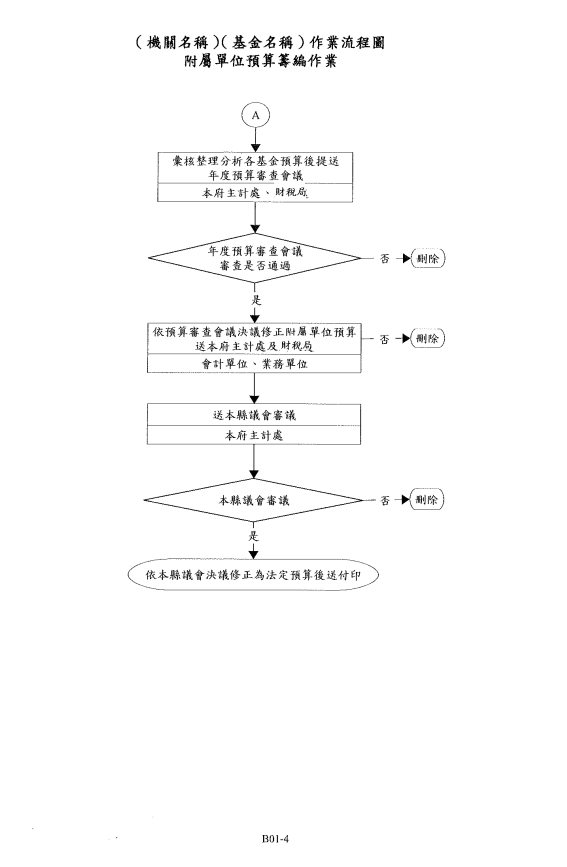 (機關名稱)(基金名稱)作業流程圖
附屬單位預算籌編作業
A
彙核整理分析各基金預算後提送
年度預算審查會議
本府主計處、財稅局
年度預算審查會議
審查是否通過
否
刪除
是
依預算審查會議決議修正附屬單位預算
送本府主計處及財稅局
否
刪除
會計單位、業務單位
送本縣議會審議
本府主計處
本縣議會審議
否
刪除
是
依本縣議會決議修正為法定預算後送付印
B01-4